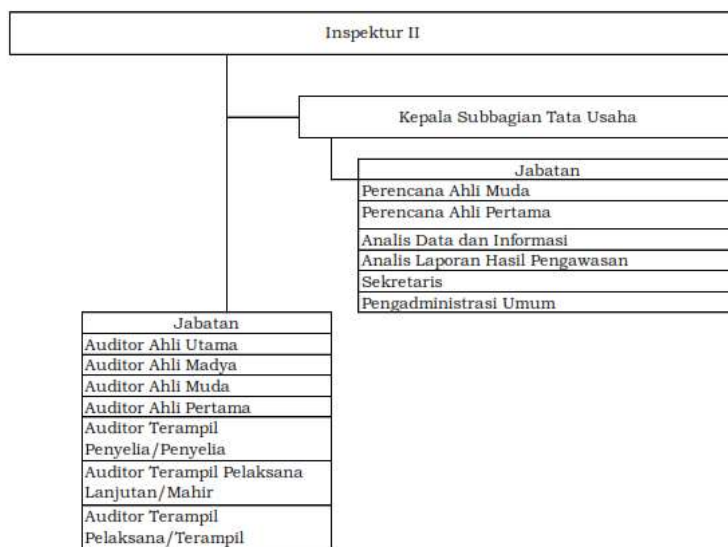 Inspektur II
Kepala Subbagian Tata Usaha
Jabatan
Perencana Ahli Muda
Perencana Ahli Pertama
Analis Data dan Informasi
Analis Laporan Hasil Pengawasan
Sekretaris
Pengadministrasi Umum
Jabatan
Auditor Ahli Utama
Auditor Ahli Madya
Auditor Ahli Muda
Auditor Ahli Pertama
Auditor Terampil
Penyelia/Penyelia
Auditor Terampil Pelaksana
Lanjutan/Mahir
Auditor Terampil
Pelaksana/Terampil